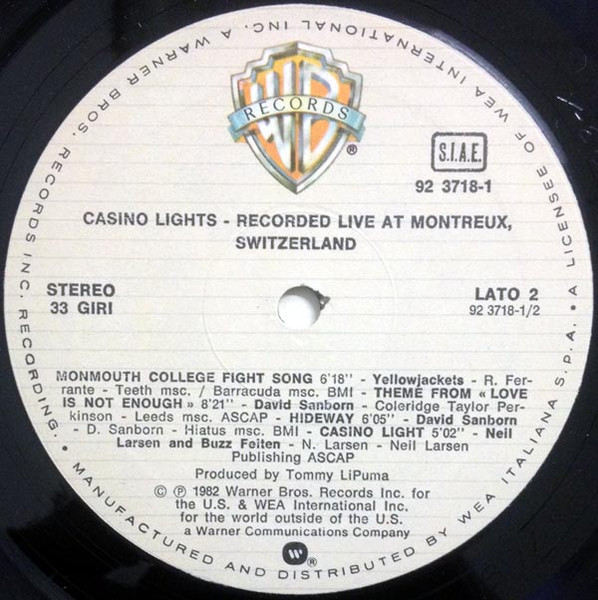 WB
RECORDS
®
S.I.A.E.
92 3718-1
CASINO LIGHTS - RECORDED LIVE AT MONTREUX,
SWITZERLAND
STEREO
33 GIRI
LATO 2
92 3718-1/2
MONMOUTH COLLEGE FIGHT SONG 6'18" - Yellowjackets - R. Fer-
rante - Teeth msc. / Barracuda msc. BMI - THEME FROM « LOVE
IS NOT ENOUGH » 8'21" - David Sanborn - Coleridge Taylor Per-
kinson - Leeds msc. ASCAP - HIDEWAY 6'05" - David Sanborn
- D. Sanborn - Hiatus msc. BMI - CASINO LIGHT 5'02" - Neil
Larsen and Buzz Feiten - N. Larsen - Neil Larsen
Publishing ASCAP
Produced by Tommy LiPuma
© ℗ 1982 Warner Bros. Records Inc. for
the U.S. & WEA International Inc.
for the world outside of the U.S.
a Warner Communications Company
®
• MANUFACTURED AND DISTRIBUTED BY WEA ITALIANA S.p.A. • A LICENSEE OF WEA INTERNATIONAL INC. A WARNER BROS. RECORDS INC. RECORDING.